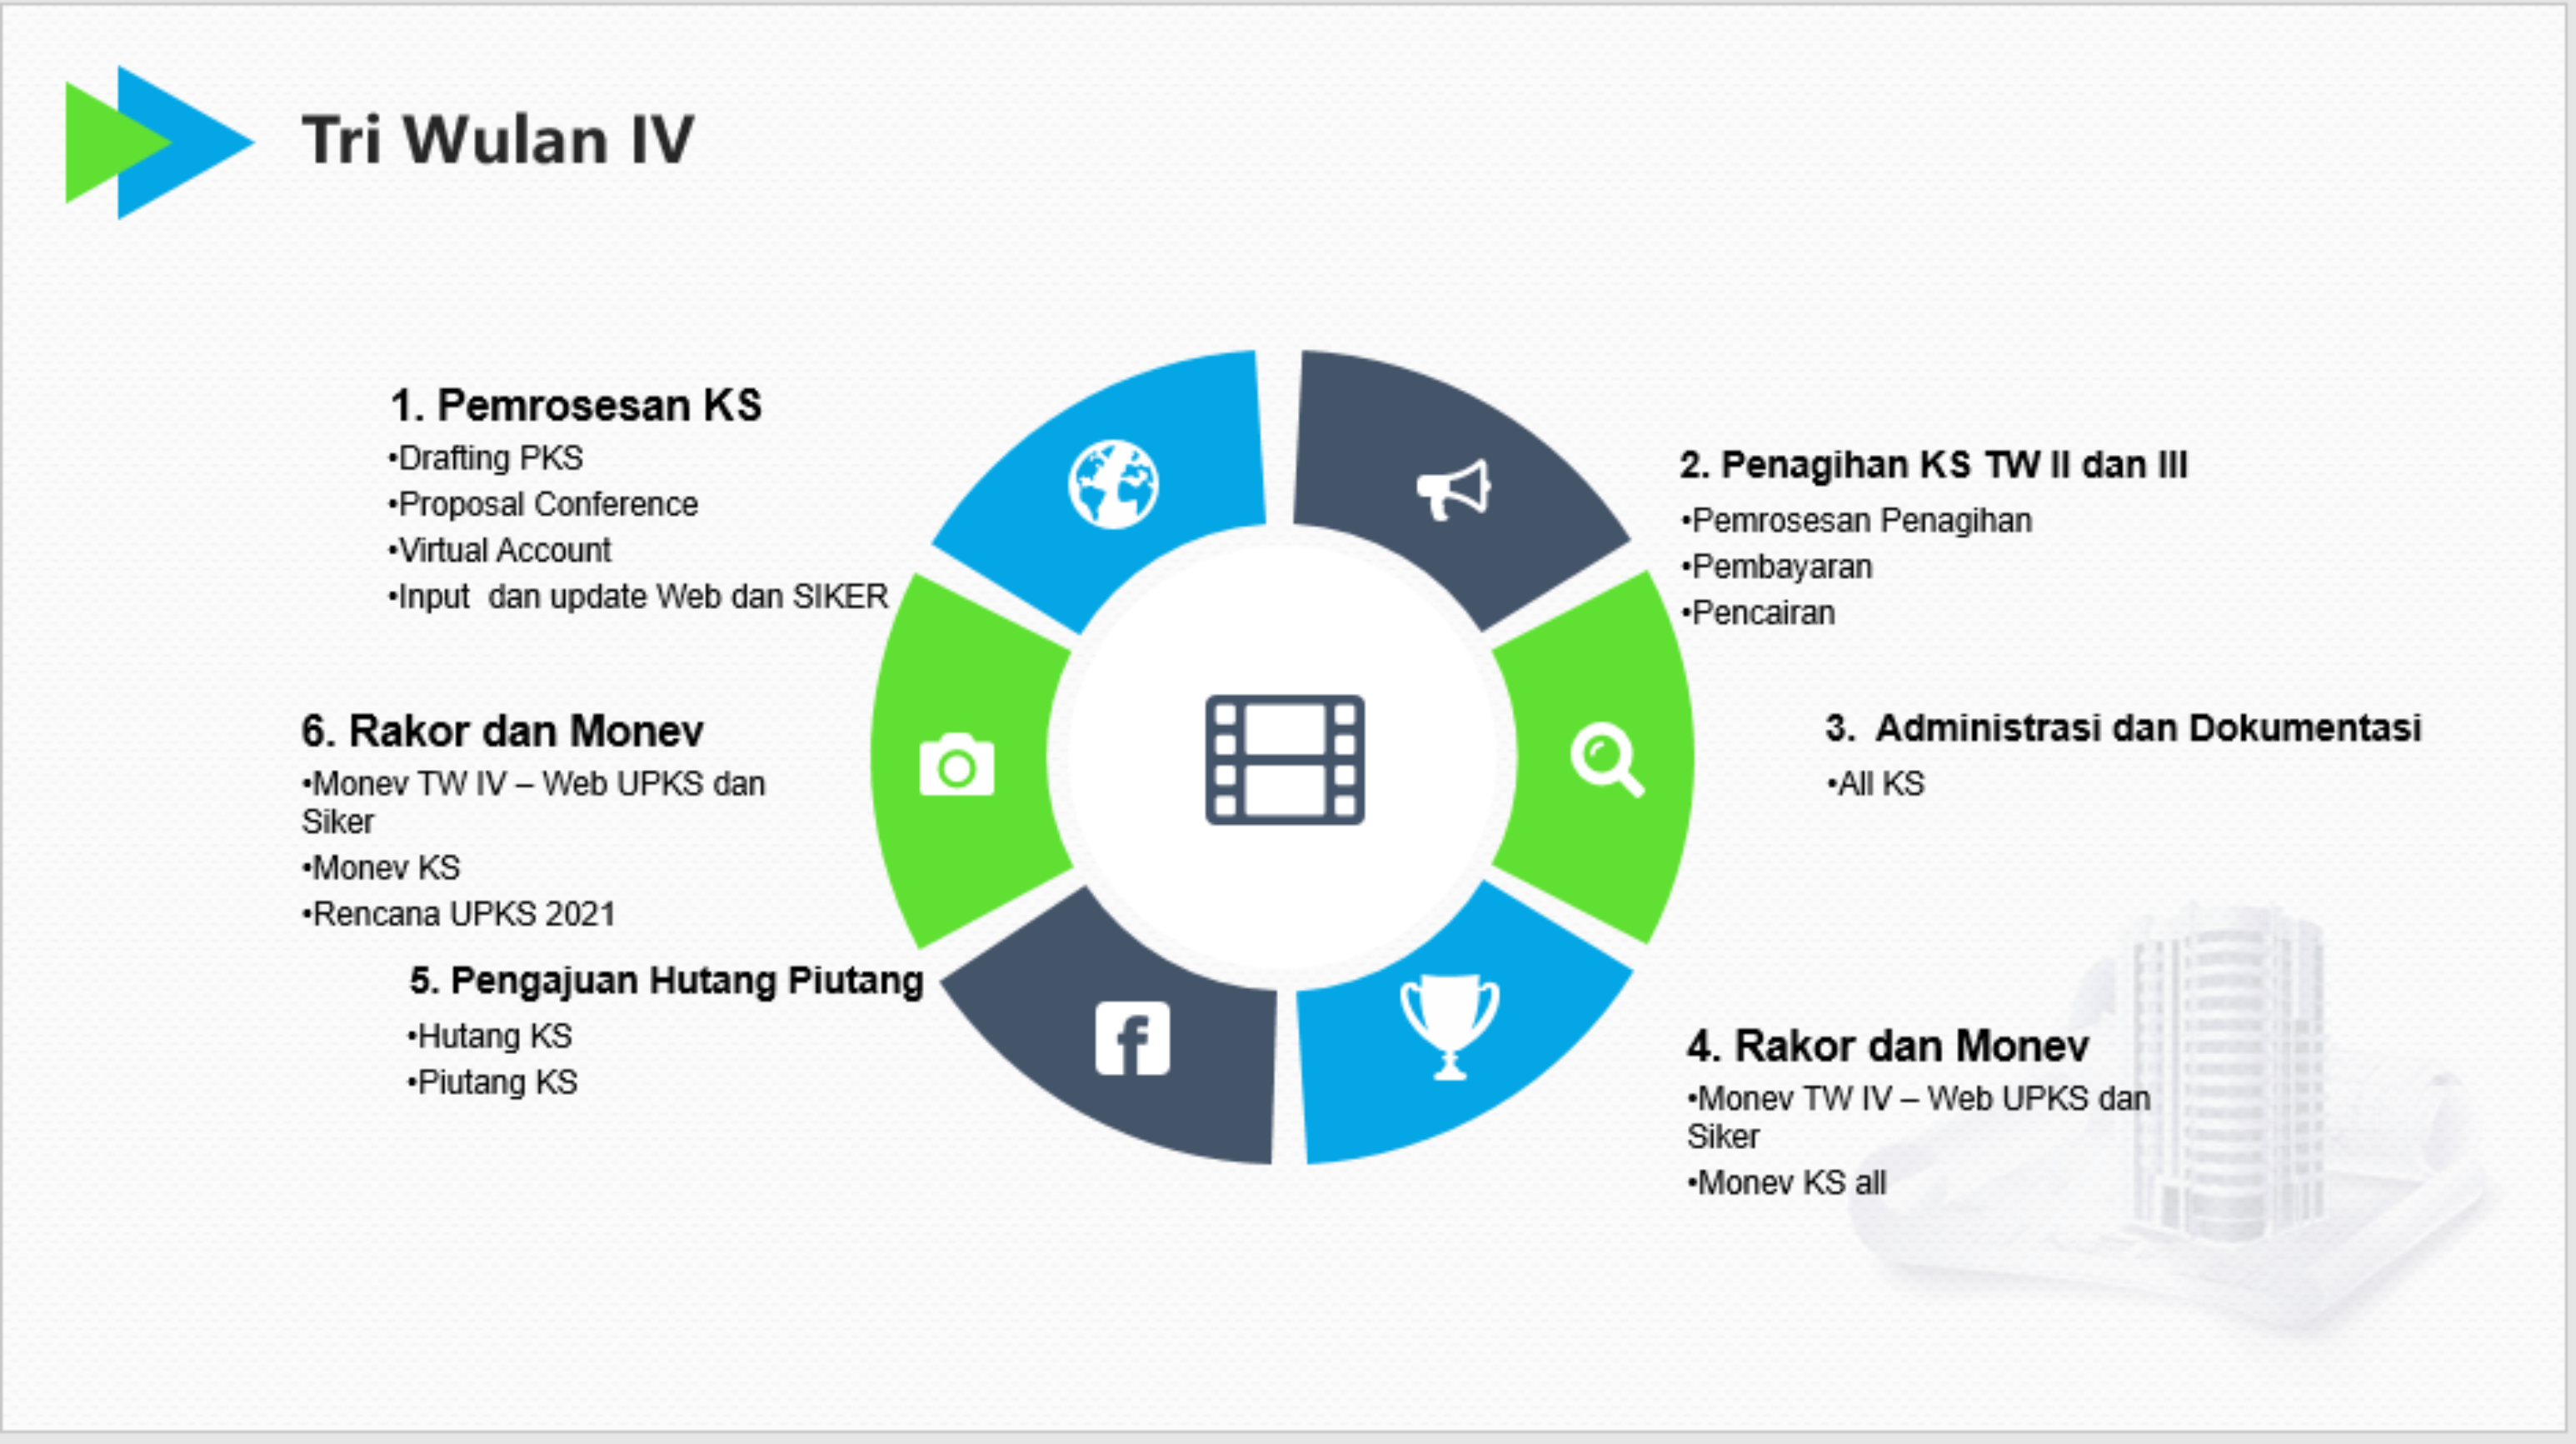 Tri Wulan IV
1. Pemrosesan KS
•Drafting PKS
•Proposal Conference
•Virtual Account
•Input  dan update Web dan SIKER
2. Penagihan KS TW II dan III
•Pemrosesan Penagihan
•Pembayaran
•Pencairan
3.  Administrasi dan Dokumentasi
•All KS
4. Rakor dan Monev
•Monev TW IV – Web UPKS dan
Siker
•Monev KS all
5. Pengajuan Hutang Piutang
•Hutang KS
•Piutang KS
6. Rakor dan Monev
•Monev TW IV – Web UPKS dan
Siker
•Monev KS
•Rencana UPKS 2021